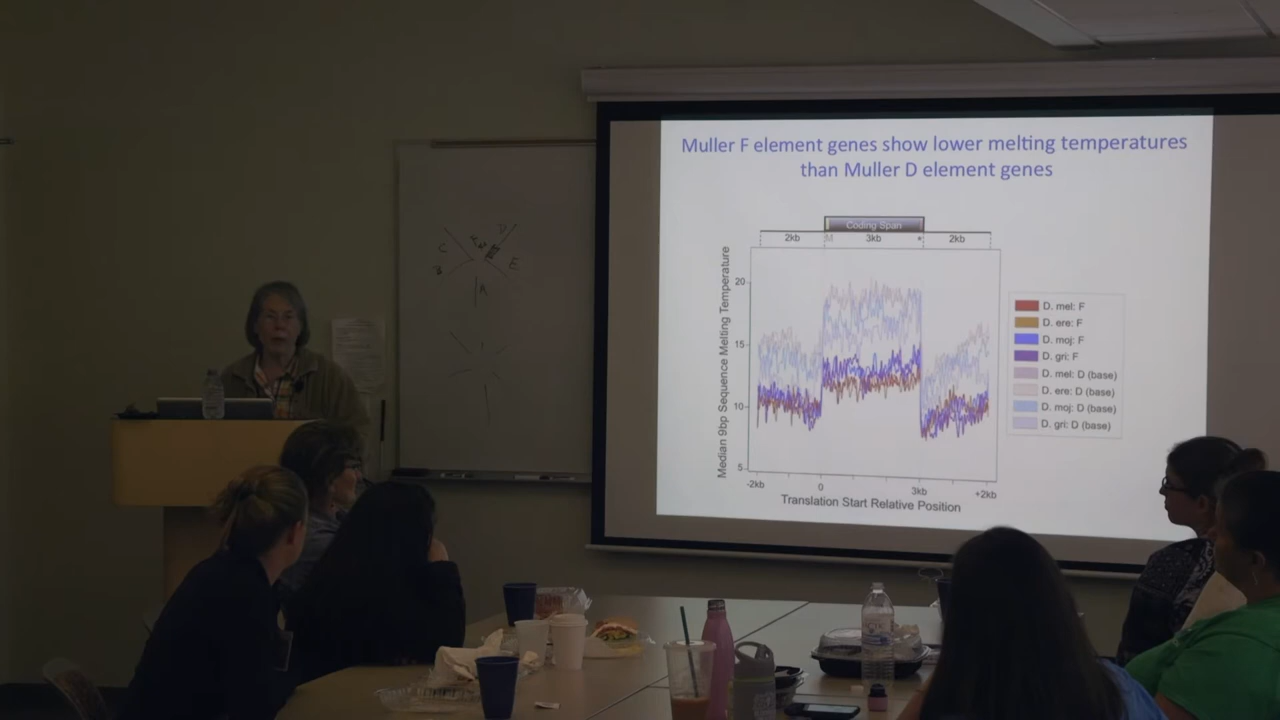 Muller F element genes show lower melting temperatures
than Muller D element genes
Coding Span
2kb
M
3kb
*
2kb
Median 9bp Sequence Melting Temperature
20
15
10
5
-2kb
0
3kb
+2kb
Translation Start Relative Position
D. mel: F
D. ere: F
D. moj: F
D. gri: F
D. mel: D (base)
D. ere: D (base)
D. moj: D (base)
D. gri: D (base)
C
B
D
E
A